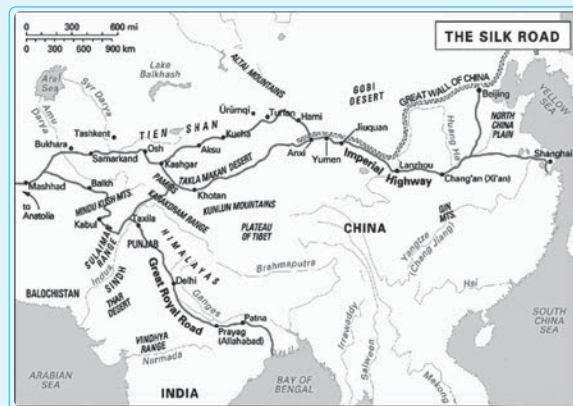 0 300 600 mi
0 450 900 km
THE SILK ROAD
Aral
Sea
Syr Darya
Amu
Darya
Lake
Balkhash
ALTAI MOUNTAINS
GOBI
DESERT
GREAT WALL OF CHINA
Beijing
YELLOW
SEA
Ürümqi
Turfan
Hami
Jiuquan
Huang He
NORTH
CHINA
PLAIN
Tashkent
TIEN SHAN
Kucha
Bukhara
Samarkand
Osh
Aksu
Anxi
Yumen
Imperial
Highway
Lanzhou
Shanghai
Kashgar
TAKLA MAKAN DESERT
Chang'an (Xi'an)
Mashhad
Balkh
PAMIRS
Khotan
to
Anatolia
HINDU KUSH MTS.
KARAKORAM RANGE
KUNLUN MOUNTAINS
QIN
MTS.
Kabul
Taxila
CHINA
SULAIMAN
RANGE
PUNJAB
HIMALAYAS
PLATEAU
OF TIBET
Yangtze
(Chang Jiang)
Indus
SINDH
Brahmaputra
BALOCHISTAN
THAR
DESERT
Delhi
Great Royal Road
Ganges
Hsi
Patna
Prayag
(Allahabad)
VINDHYA
RANGE
Narmada
Irrawaddy
Salween
Mekong
SOUTH
CHINA
SEA
ARABIAN
SEA
INDIA
BAY OF
BENGAL